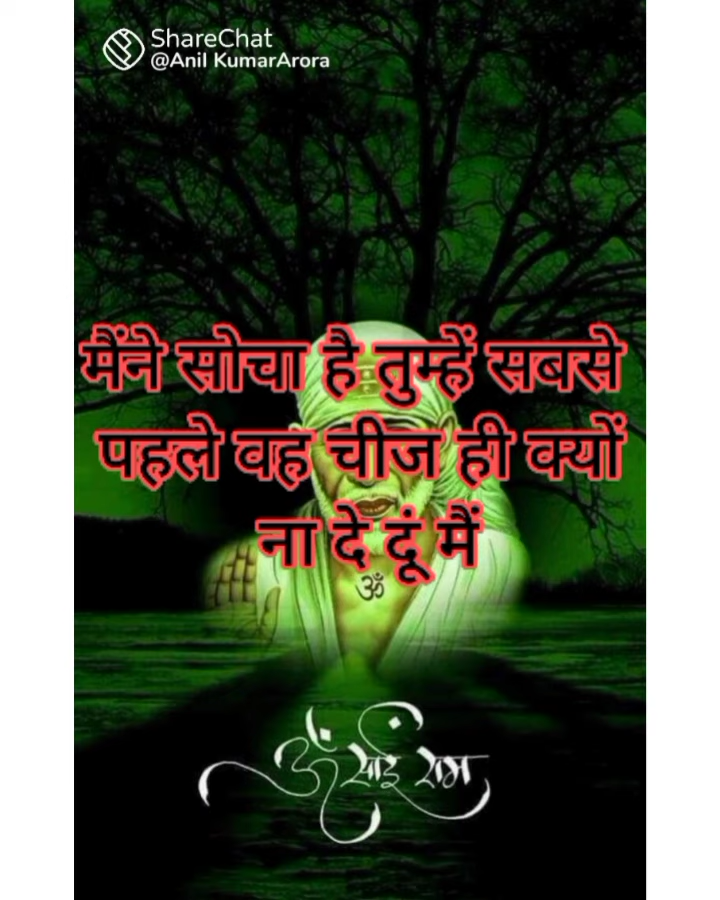 ShareChat
@Anil KumarArora
मैंने सोचा है तुम्हें सबसे
पहले वह चीज ही क्यों
ना दे दूं मैं
ॐ
ॐ साईं राम